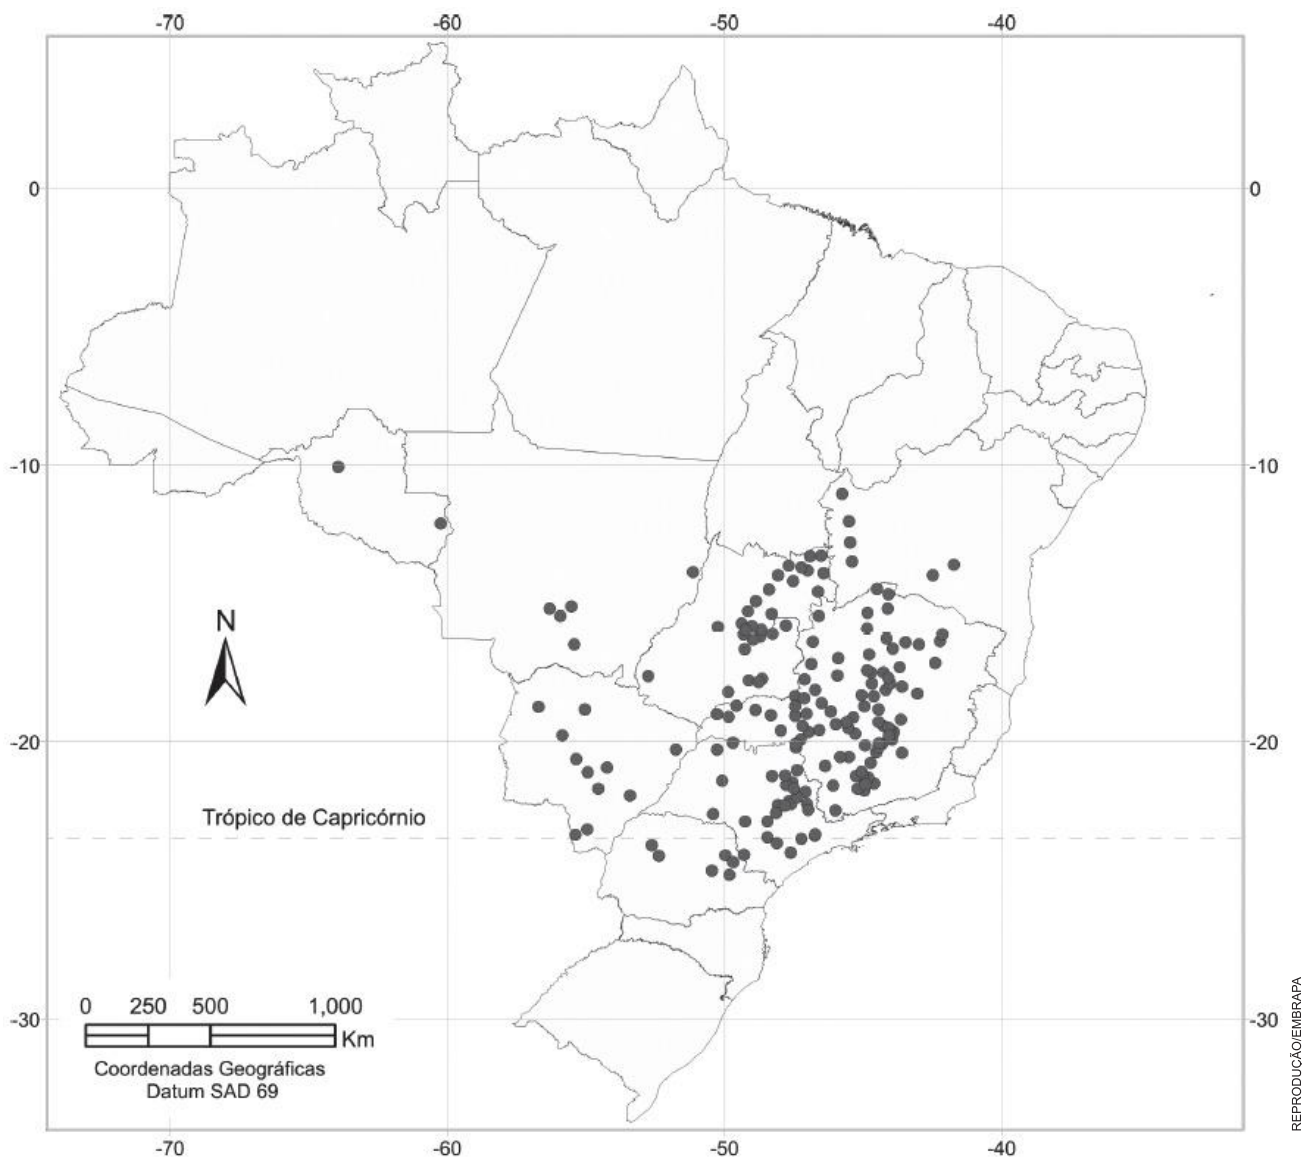 -70 -60 -50 -40
0 0
-10 -10
N
-20 -20
Trópico de Capricórnio
0 250 500 1,000
Km
-30 -30
Coordenadas Geográficas
Datum SAD 69
-70 -60 -50 -40
REPRODUÇÃO/EMBRAPA